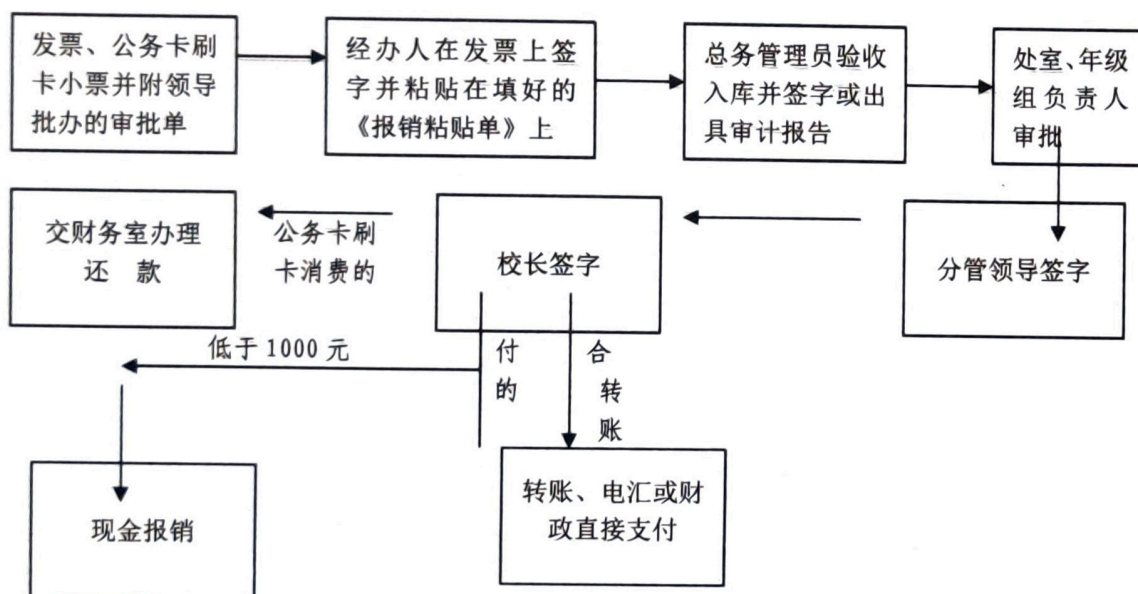 发票、公务卡刷
卡小票并附领导
批办的审批单
经办人在发票上签
字并粘贴在填好的
《报销粘贴单》上
总务管理员验收
入库并签字或出
具审计报告
处室、年级
组负责人
审批
交财务室办理
还 款
公务卡刷
卡消费的
校长签字
分管领导签字
低于1000元
付的
合转账
现金报销
转账、电汇或财
政直接支付